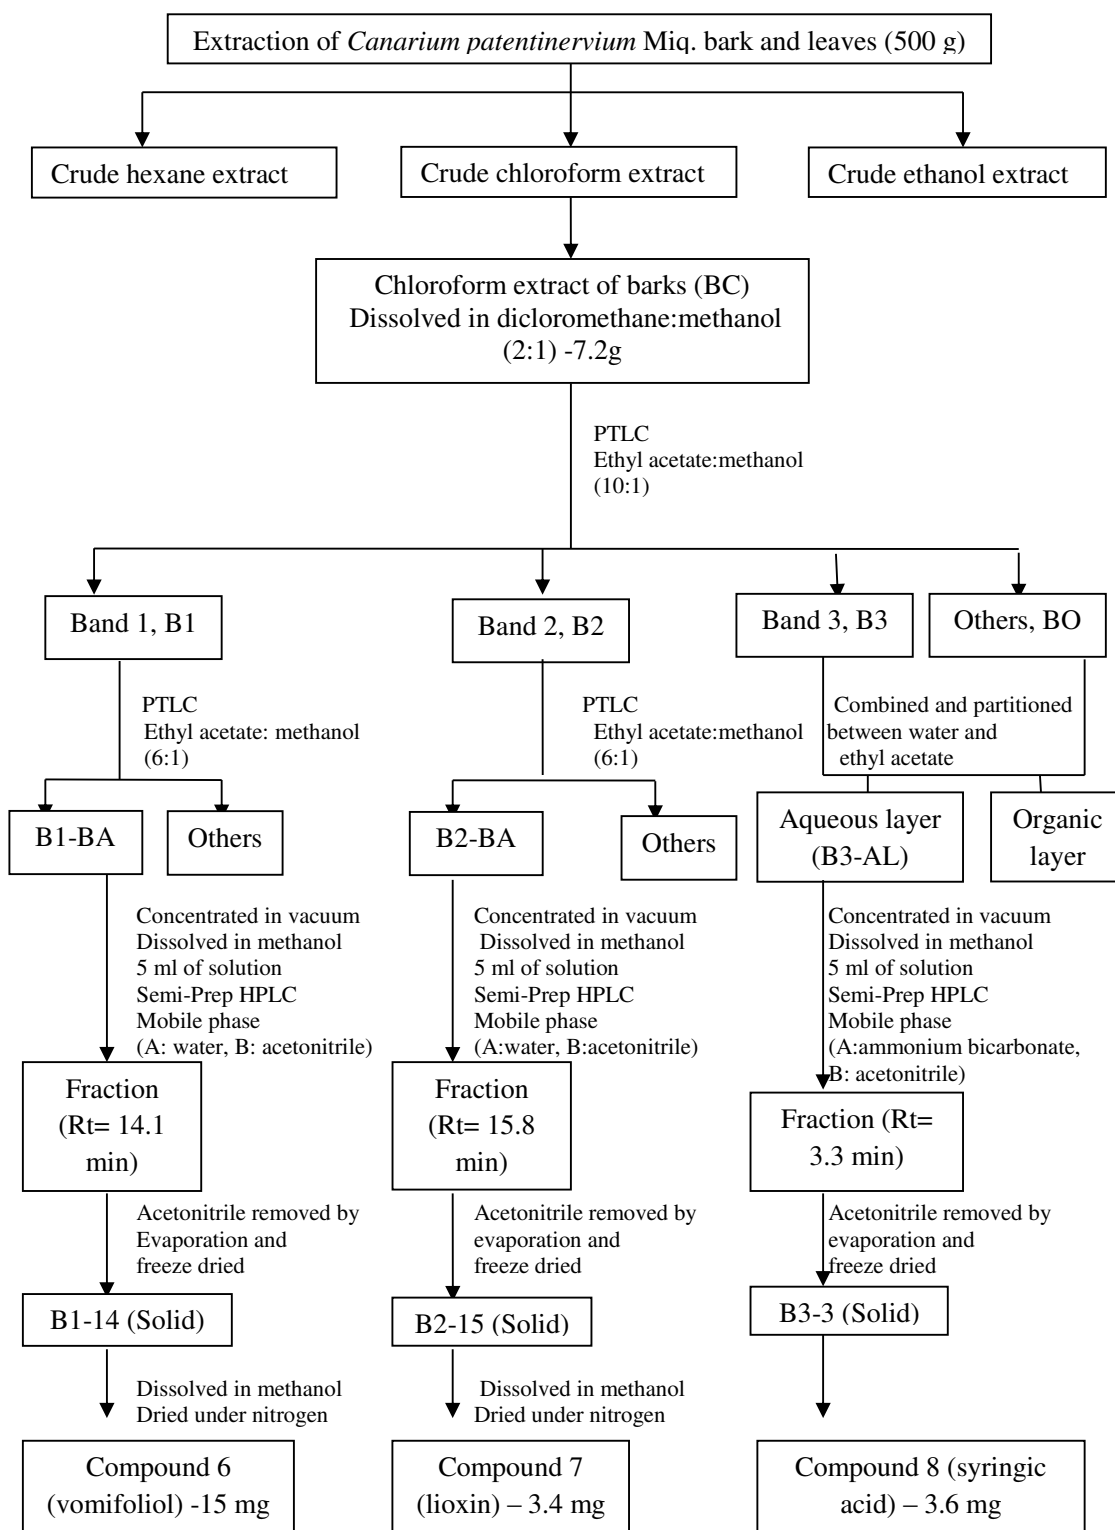 Extraction of Canarium patentinervium Miq. bark and leaves (500 g)
Crude hexane extract
Crude chloroform extract
Crude ethanol extract
Chloroform extract of barks (BC)
Dissolved in dicloromethane:methanol
(2:1) -7.2g
PTLC
Ethyl acetate:methanol
(10:1)
Band 1, B1
Band 2, B2
Band 3, B3
Others, BO
PTLC
Ethyl acetate: methanol
(6:1)
PTLC
Ethyl acetate:methanol
(6:1)
Combined and partitioned
between water and
ethyl acetate
B1-BA
Others
B2-BA
Others
Aqueous layer
(B3-AL)
Organic
layer
Concentrated in vacuum
Dissolved in methanol
5 ml of solution
Semi-Prep HPLC
Mobile phase
(A: water, B: acetonitrile)
Concentrated in vacuum
Dissolved in methanol
5 ml of solution
Semi-Prep HPLC
Mobile phase
(A:water, B:acetonitrile)
Concentrated in vacuum
Dissolved in methanol
5 ml of solution
Semi-Prep HPLC
Mobile phase
(A:ammonium bicarbonate,
B: acetonitrile)
Fraction
(Rt= 14.1
min)
Fraction
(Rt= 15.8
min)
Fraction (Rt=
3.3 min)
Acetonitrile removed by
Evaporation and
freeze dried
Acetonitrile removed by
evaporation and
freeze dried
Acetonitrile removed by
evaporation and
freeze dried
B1-14 (Solid)
B2-15 (Solid)
B3-3 (Solid)
Dissolved in methanol
Dried under nitrogen
Dissolved in methanol
Dried under nitrogen
Compound 6
(vomifoliol) -15 mg
Compound 7
(lioxin) – 3.4 mg
Compound 8 (syringic
acid) – 3.6 mg